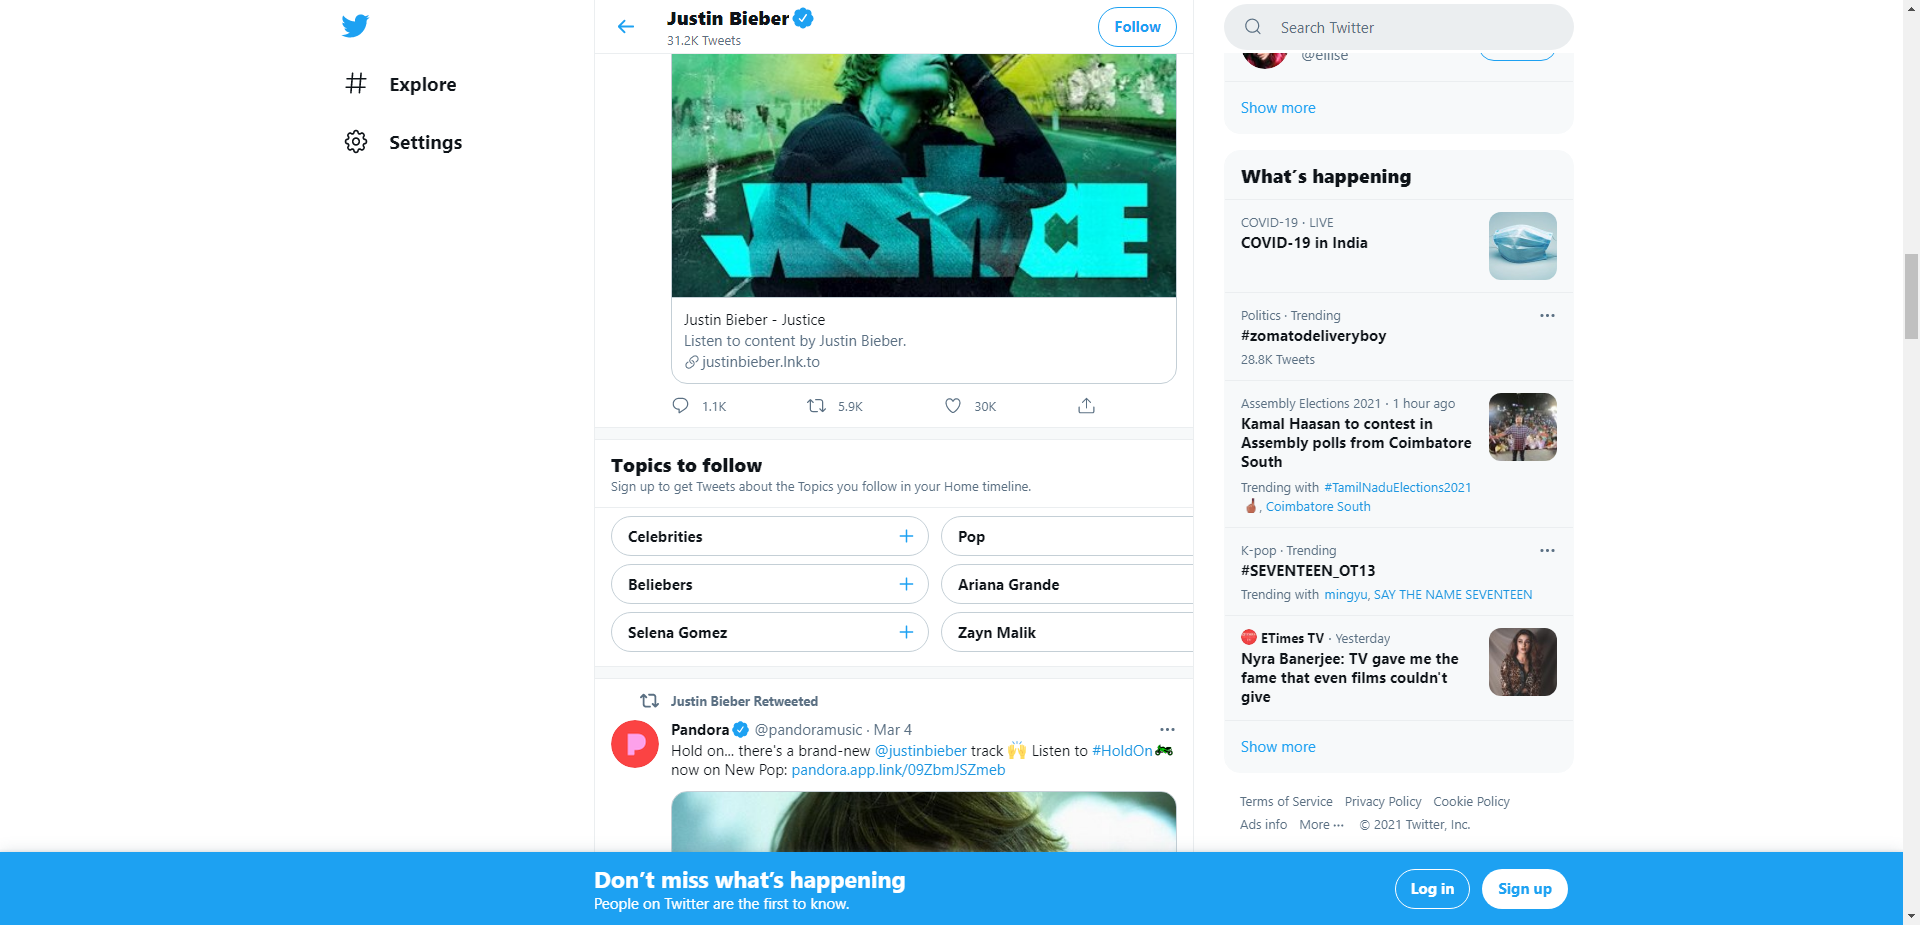 Explore
Settings
Justin Bieber
31.2K Tweets
Follow
JUSTICE
Justin Bieber - Justice
Listen to content by Justin Bieber.
justinbieber.lnk.to
1.1K
5.9K
30K
Topics to follow
Sign up to get Tweets about the Topics you follow in your Home timeline.
Celebrities
Pop
Beliebers
Ariana Grande
Selena Gomez
Zayn Malik
Justin Bieber Retweeted
Pandora @pandoramusic · Mar 4
Hold on... there's a brand-new @justinbieber track 🙌 Listen to #HoldOn
now on New Pop: pandora.app.link/09ZbmJSZmeb
Search Twitter
@eilise
Show more
What's happening
COVID-19 · LIVE
COVID-19 in India
Politics · Trending
#zomatodeliveryboy
28.8K Tweets
Assembly Elections 2021 · 1 hour ago
Kamal Haasan to contest in
Assembly polls from Coimbatore
South
Trending with #TamilNaduElections2021
, Coimbatore South
K-pop · Trending
#SEVENTEEN_OT13
Trending with mingyu, SAY THE NAME SEVENTEEN
ETimes TV · Yesterday
Nyra Banerjee: TV gave me the
fame that even films couldn't
give
Show more
Terms of Service Privacy Policy Cookie Policy
Ads info More ··· © 2021 Twitter, Inc.
Don't miss what's happening
People on Twitter are the first to know.
Log in
Sign up